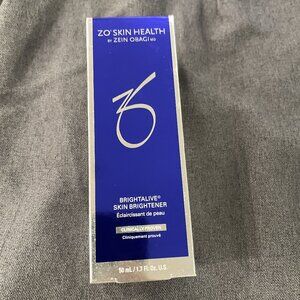 ZO® SKIN HEALTH
BY ZEIN OBAGI MD
BRIGHTALIVE®
SKIN BRIGHTENER
Éclaircissant de peau
CLINICALLY PROVEN
Cliniquement prouvé
50 mL / 1.7 Fl. Oz. U.S.